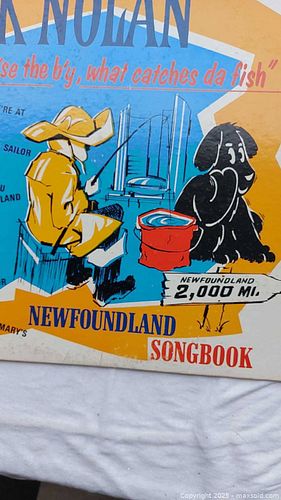 K NOLAN
'se the b'y, what catches da fish"
'RE AT
SAILOR
U
LAND
R
MARY'S
NEWFOUNDLAND
2,000 MI.
NEWFOUNDLAND
SONGBOOK
Copyright 2025 - maxsold.com